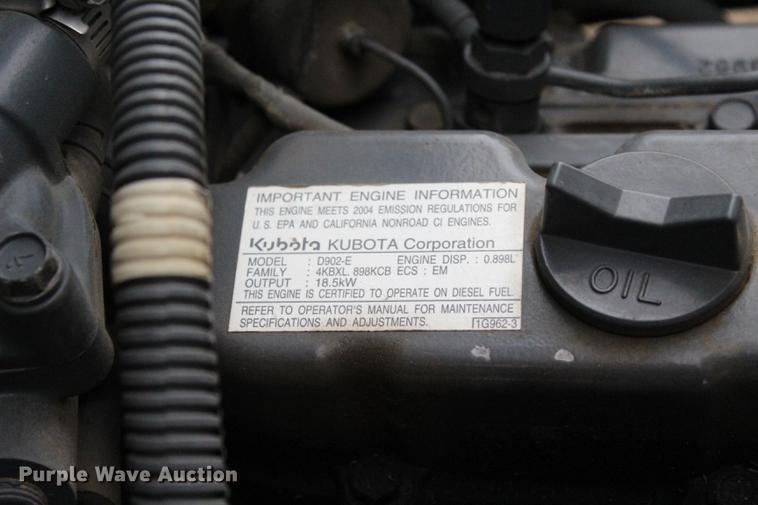 IMPORTANT ENGINE INFORMATION
THIS ENGINE MEETS 2004 EMISSION REGULATIONS FOR
U.S. EPA AND CALIFORNIA NONROAD CI ENGINES.
Kubota KUBOTA Corporation
MODEL : D902-E ENGINE DISP. : 0.898L
FAMILY : 4KBXL. 898KCB ECS : EM
OUTPUT : 18.5kW
THIS ENGINE IS CERTIFIED TO OPERATE ON DIESEL FUEL.
REFER TO OPERATOR'S MANUAL FOR MAINTENANCE
SPECIFICATIONS AND ADJUSTMENTS. 1G962-3
OIL
Purple Wave Auction